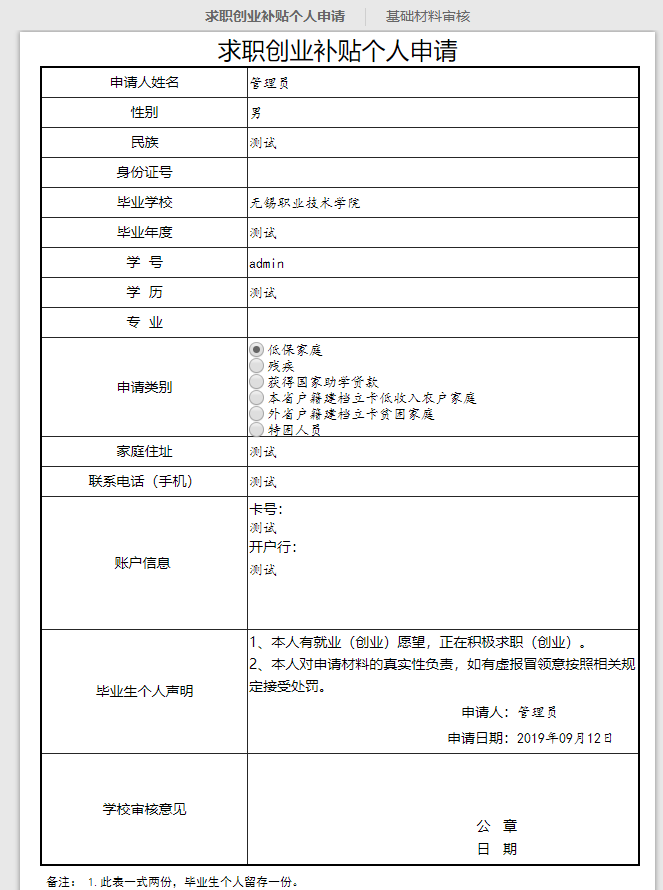 求职创业补贴个人申请 基础材料审核
求职创业补贴个人申请
申请人姓名 管理员
性别 男
民族 测试
身份证号
毕业学校 无锡职业技术学院
毕业年度 测试
学 号 admin
学 历 测试
专 业
申请类别
低保家庭
残疾
获得国家助学贷款
本省户籍建档立卡低收入农户家庭
外省户籍建档立卡贫困家庭
特困人员
家庭住址 测试
联系电话（手机） 测试
账户信息
卡号：
测试
开户行：
测试
毕业生个人声明
1、本人有就业（创业）愿望，正在积极求职（创业）。
2、本人对申请材料的真实性负责，如有虚报冒领意按照相关规
定接受处罚。
申请人：管理员
申请日期：2019年09月12日
学校审核意见
公 章
日 期
备注： 1.此表一式两份，毕业生个人留存一份。